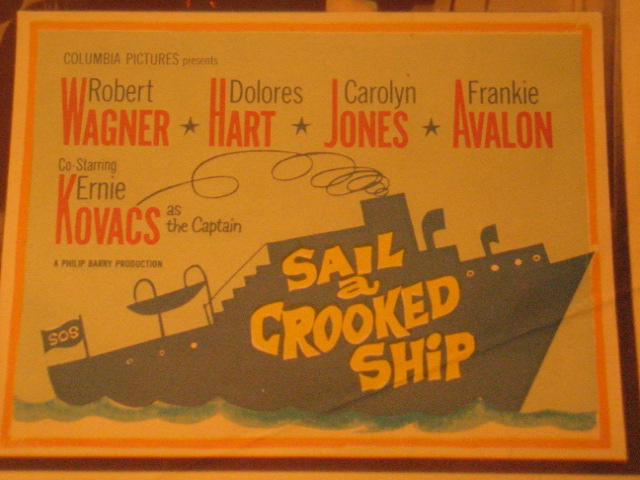 COLUMBIA PICTURES presents
Robert WAGNER ★ Dolores HART ★ Carolyn JONES ★ Frankie AVALON
Co-Starring
Ernie KOVACS as the Captain
A PHILIP BARRY PRODUCTION
SAIL
a
CROOKED
SHiP
SOS